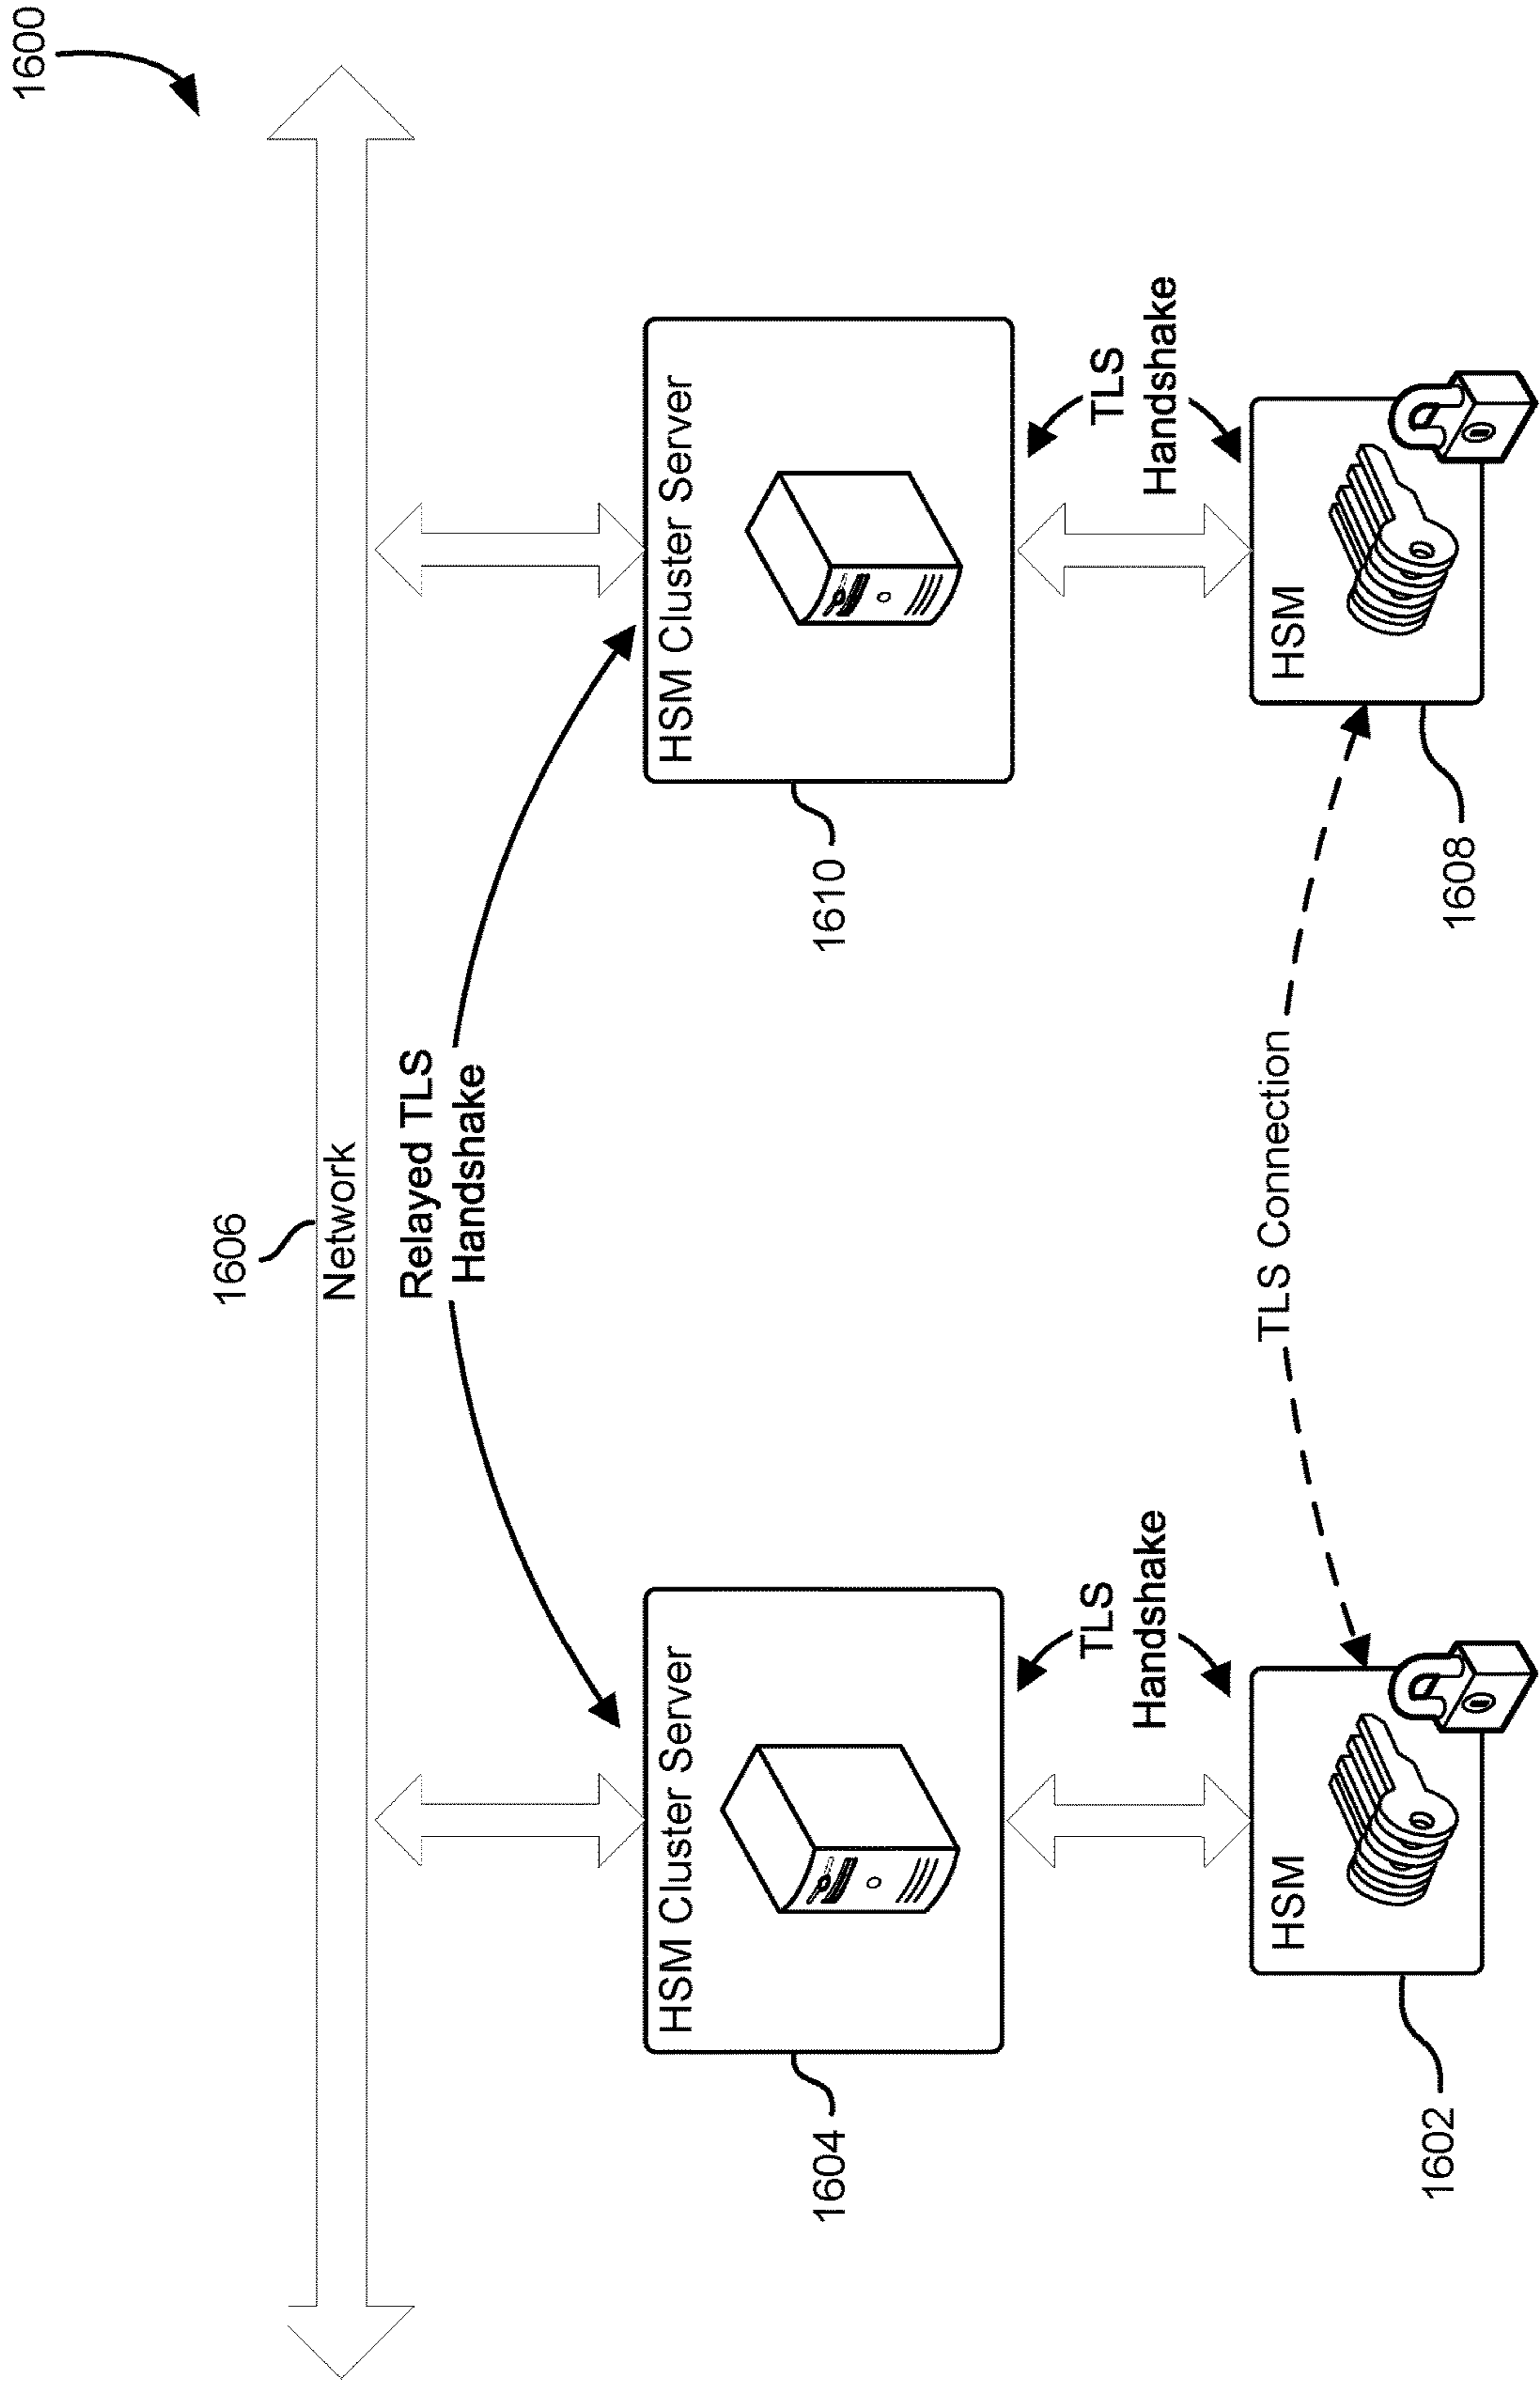 1600
1606
Network
Relayed TLS
Handshake
HSM Cluster Server
HSM Cluster Server
1604
1610
TLS
Handshake
TLS
Handshake
TLS Connection
HSM
HSM
1602
1608